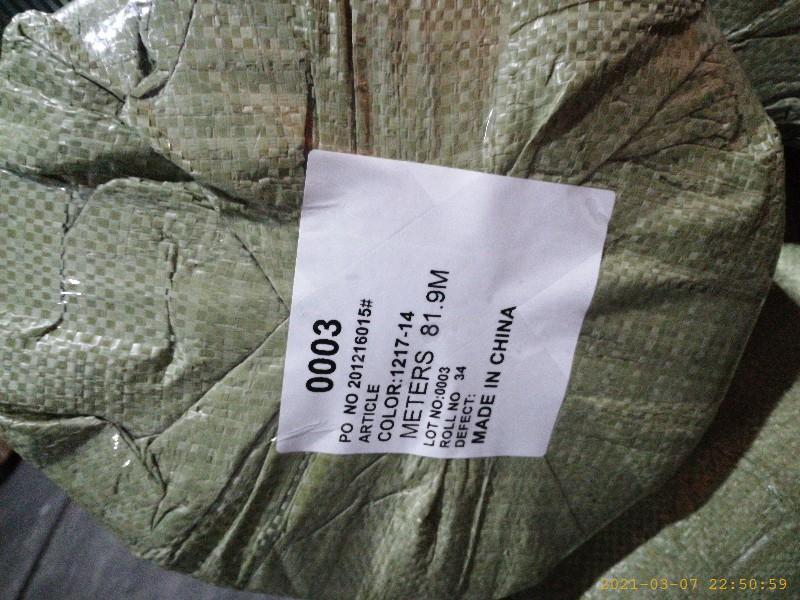 0003
PO NO 201216015#
ARTICLE
COLOR:1217-14
METERS 81.9M
LOT NO:0003
ROLL NO 34
DEFECT:
MADE IN CHINA
2021-03-07 22:50:59